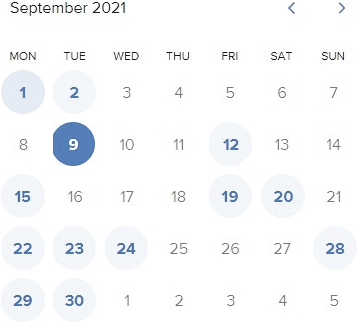 September 2021
MON TUE WED THU FRI SAT SUN
1 2 3 4 5 6 7
8 9 10 11 12 13 14
15 16 17 18 19 20 21
22 23 24 25 26 27 28
29 30 1 2 3 4 5